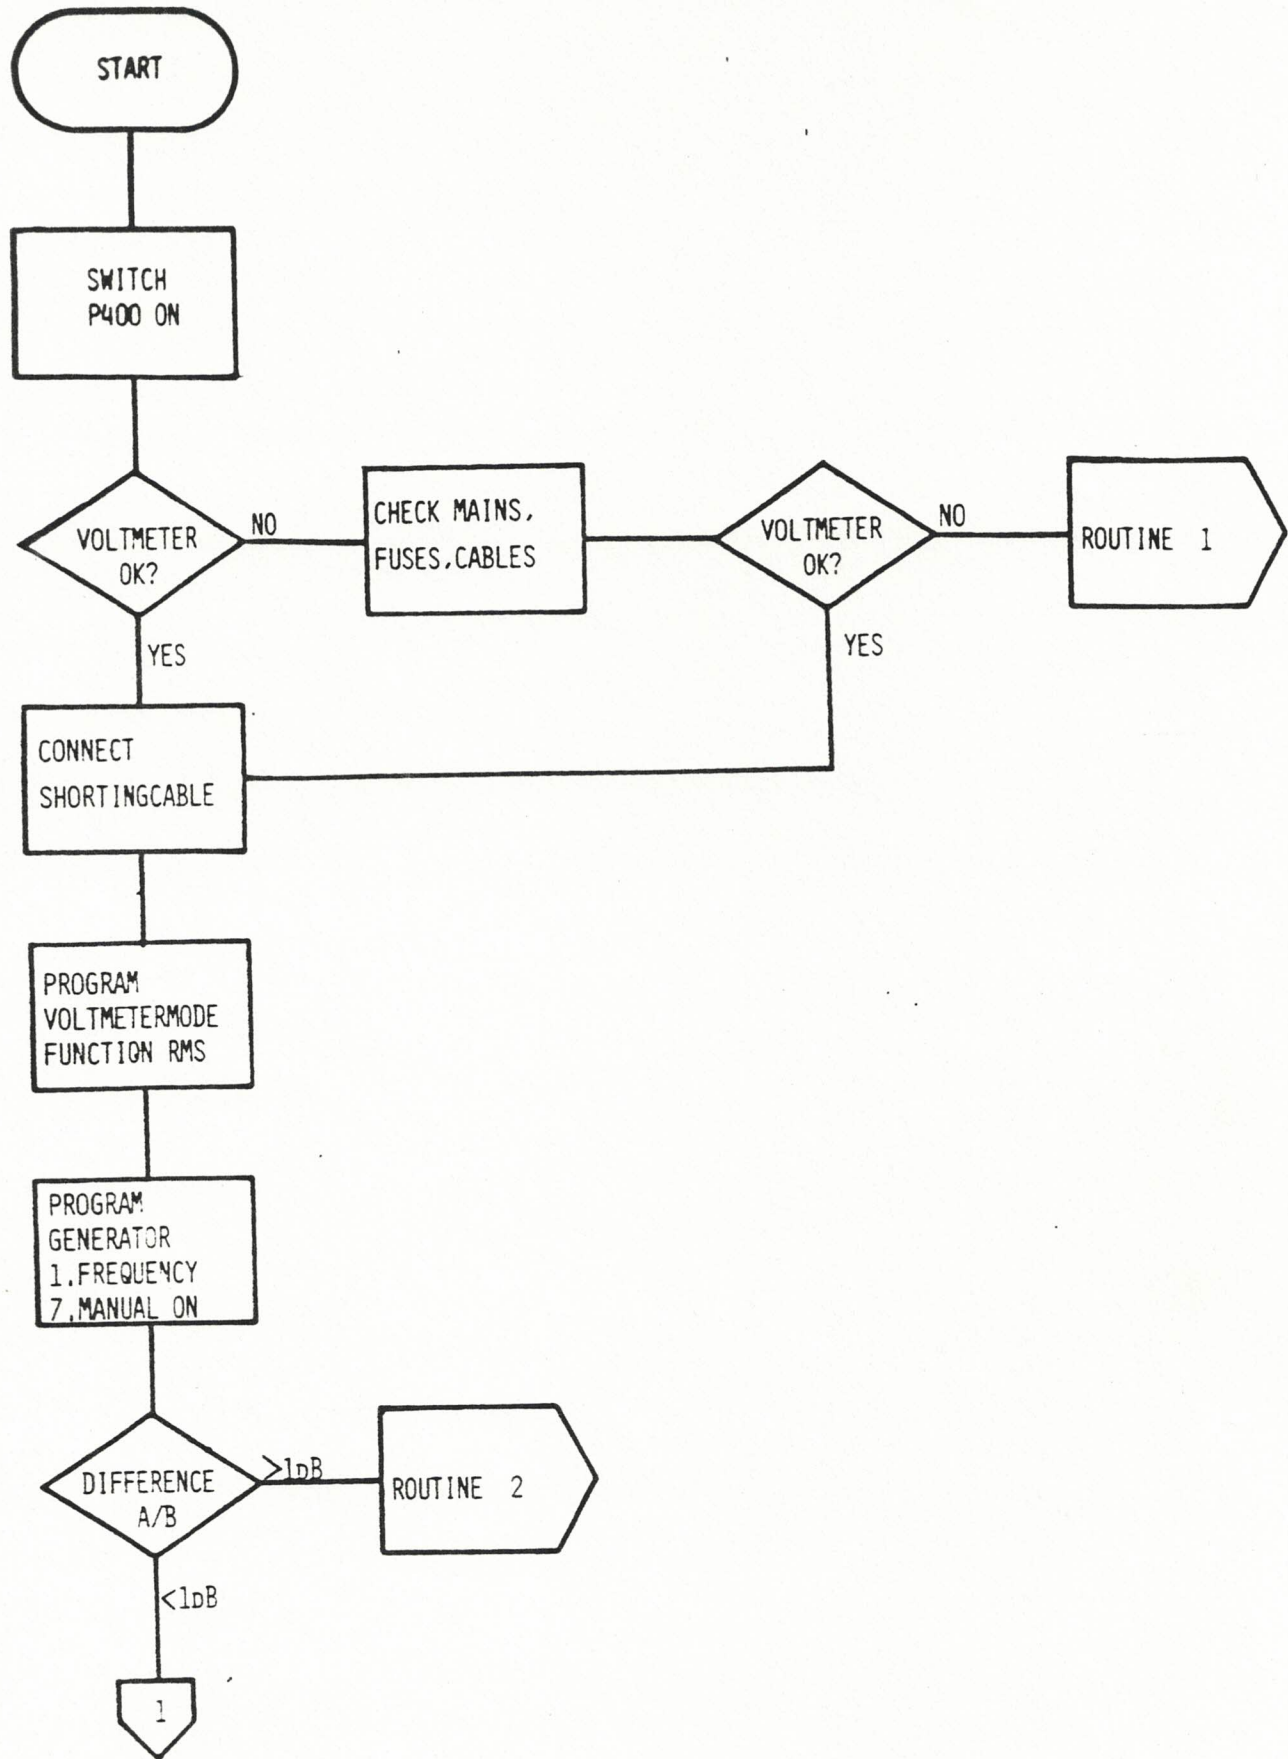 START
SWITCH
P400 ON
VOLTMETER
OK?
NO
CHECK MAINS,
FUSES,CABLES
VOLTMETER
OK?
NO
ROUTINE 1
YES
YES
CONNECT
SHORTINGCABLE
PROGRAM
VOLTMETERMODE
FUNCTION RMS
PROGRAM
GENERATOR
1.FREQUENCY
7.MANUAL ON
DIFFERENCE
A/B
>1DB
ROUTINE 2
<1DB
1